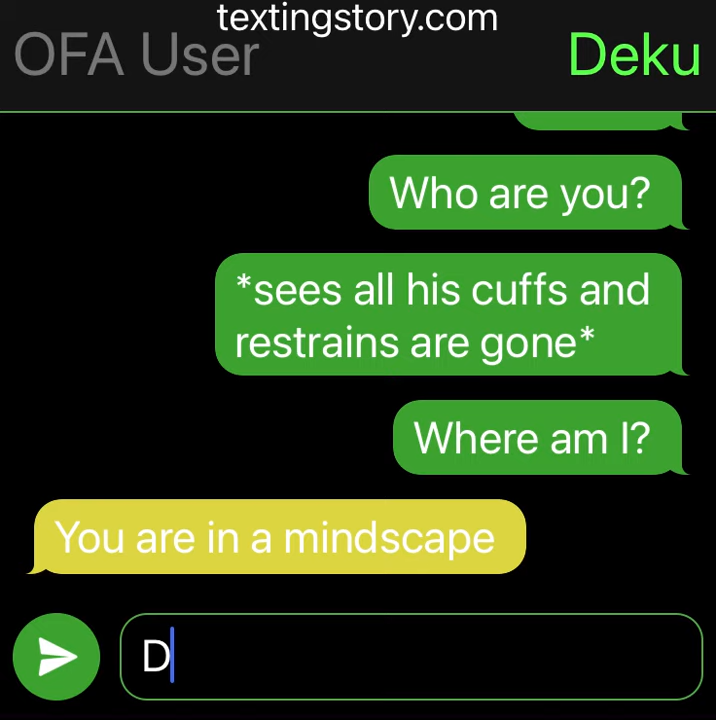 textingstory.com
OFA User
Deku
Who are you?
*sees all his cuffs and
restrains are gone*
Where am I?
You are in a mindscape
D